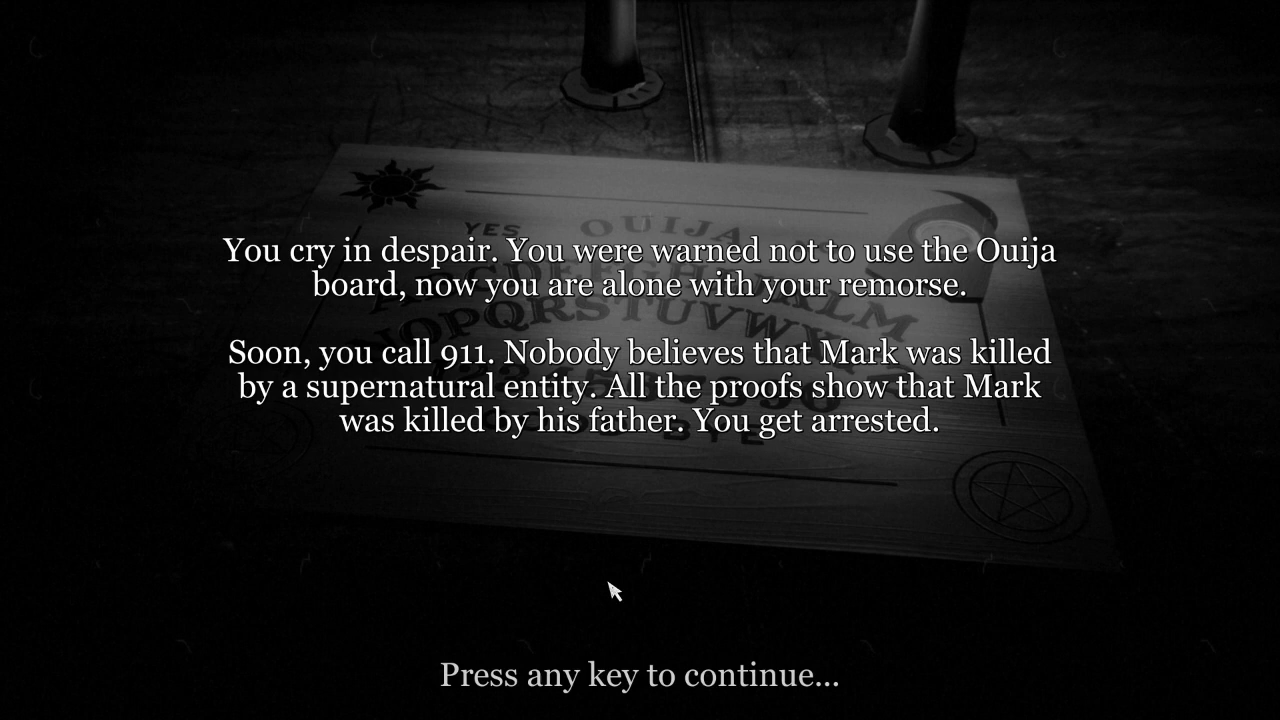 YES OUIJA
You cry in despair. You were warned not to use the Ouija
board, now you are alone with your remorse.
Soon, you call 911. Nobody believes that Mark was killed
by a supernatural entity. All the proofs show that Mark
was killed by his father. You get arrested.
Press any key to continue...